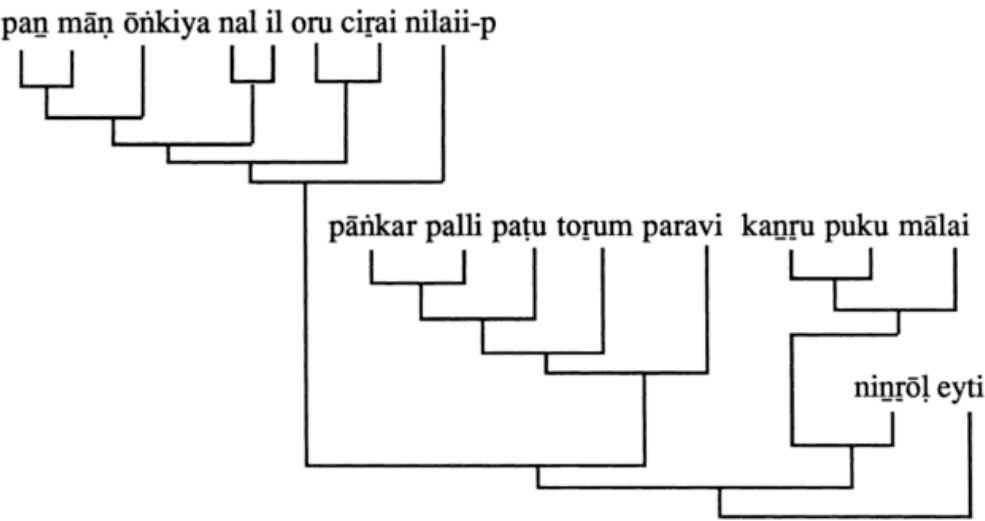 paṉ māṇ ōṅkiya nal il oru ciṟai nilaii-p
pāṅkar palli paṭu toṟum paravi kaṉṟu puku mālai
niṉṟōḷ eyti